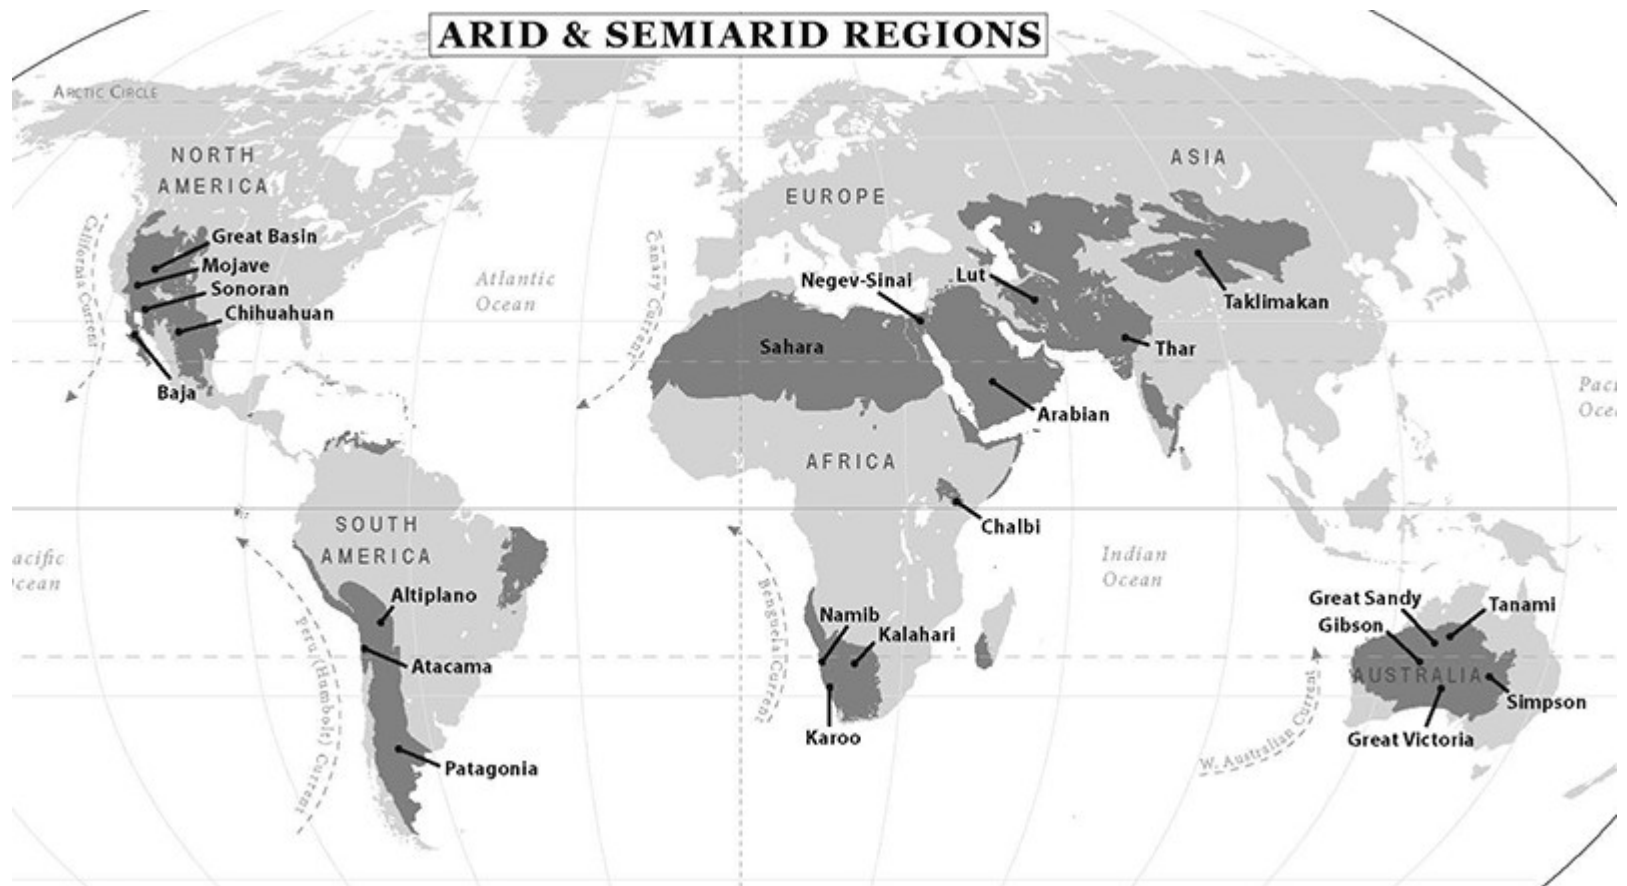 ARID & SEMIARID REGIONS
ARCTIC CIRCLE
NORTH
AMERICA
ASIA
EUROPE
California Current
Great Basin
Mojave
Sonoran
Chihuahuan
Baja
Atlantic
Ocean
Canary Current
Negev-Sinai
Lut
Taklimakan
Sahara
Thar
Arabian
Paci
Oce
AFRICA
Chalbi
SOUTH
AMERICA
acific
cean
Indian
Ocean
Altiplano
Atacama
Patagonia
Peru (Humbolt) Current
Benguela Current
Namib
Kalahari
Karoo
Great Sandy
Tanami
Gibson
AUSTRALIA
Simpson
Great Victoria
W. Australian Current